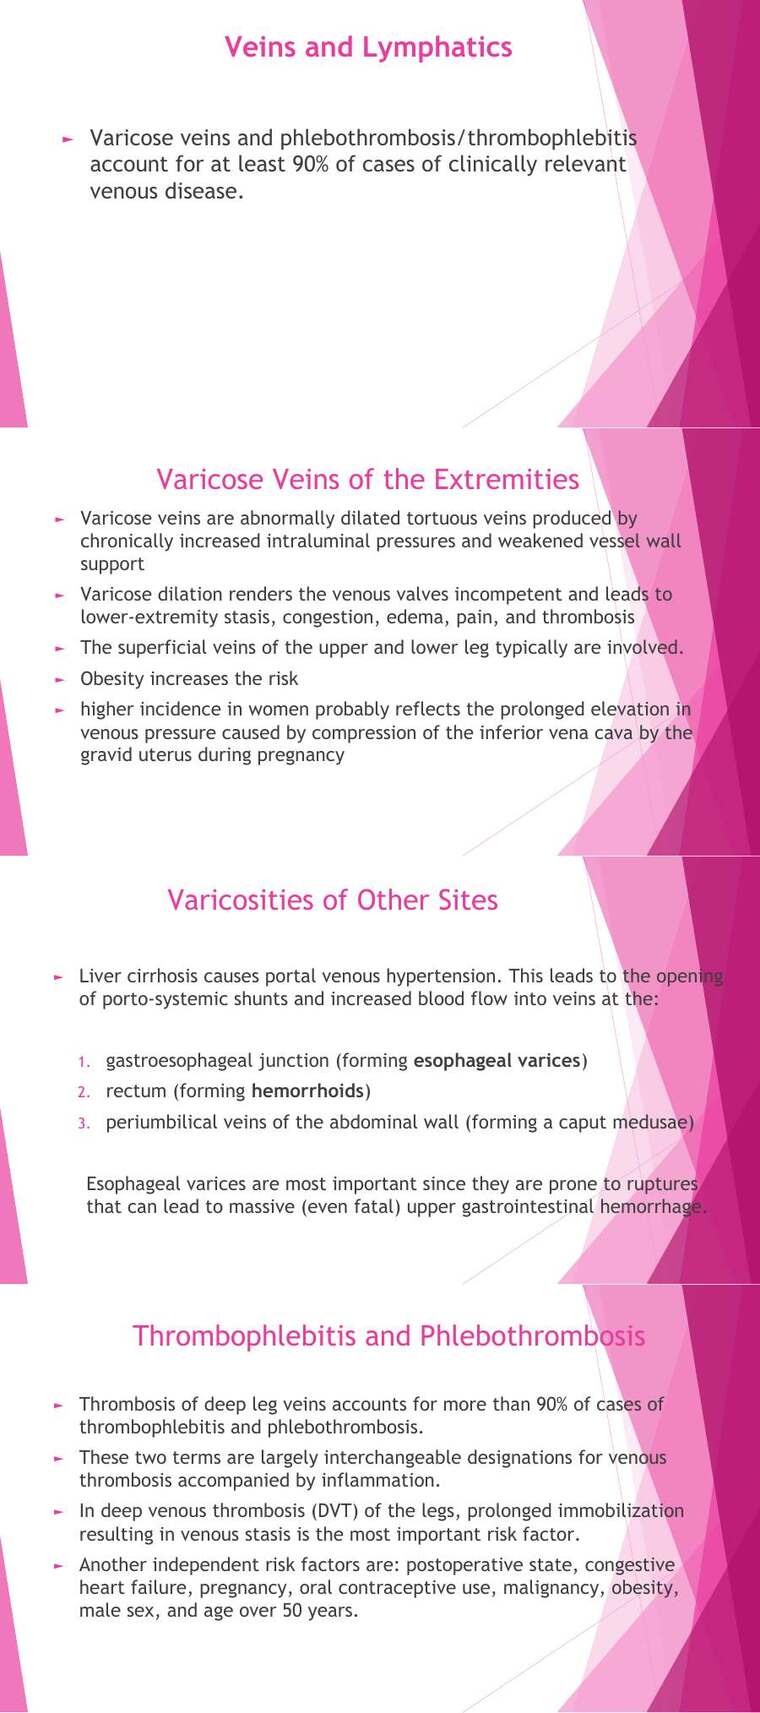 Veins and Lymphatics
► Varicose veins and phlebothrombosis/thrombophlebitis
account for at least 90% of cases of clinically relevant
venous disease.
Varicose Veins of the Extremities
► Varicose veins are abnormally dilated tortuous veins produced by
chronically increased intraluminal pressures and weakened vessel wall
support
► Varicose dilation renders the venous valves incompetent and leads to
lower-extremity stasis, congestion, edema, pain, and thrombosis
► The superficial veins of the upper and lower leg typically are involved.
► Obesity increases the risk
► higher incidence in women probably reflects the prolonged elevation in
venous pressure caused by compression of the inferior vena cava by the
gravid uterus during pregnancy
Varicosities of Other Sites
► Liver cirrhosis causes portal venous hypertension. This leads to the opening
of porto-systemic shunts and increased blood flow into veins at the:
1. gastroesophageal junction (forming esophageal varices)
2. rectum (forming hemorrhoids)
3. periumbilical veins of the abdominal wall (forming a caput medusae)
Esophageal varices are most important since they are prone to ruptures
that can lead to massive (even fatal) upper gastrointestinal hemorrhage.
Thrombophlebitis and Phlebothrombosis
► Thrombosis of deep leg veins accounts for more than 90% of cases of
thrombophlebitis and phlebothrombosis.
► These two terms are largely interchangeable designations for venous
thrombosis accompanied by inflammation.
► In deep venous thrombosis (DVT) of the legs, prolonged immobilization
resulting in venous stasis is the most important risk factor.
► Another independent risk factors are: postoperative state, congestive
heart failure, pregnancy, oral contraceptive use, malignancy, obesity,
male sex, and age over 50 years.